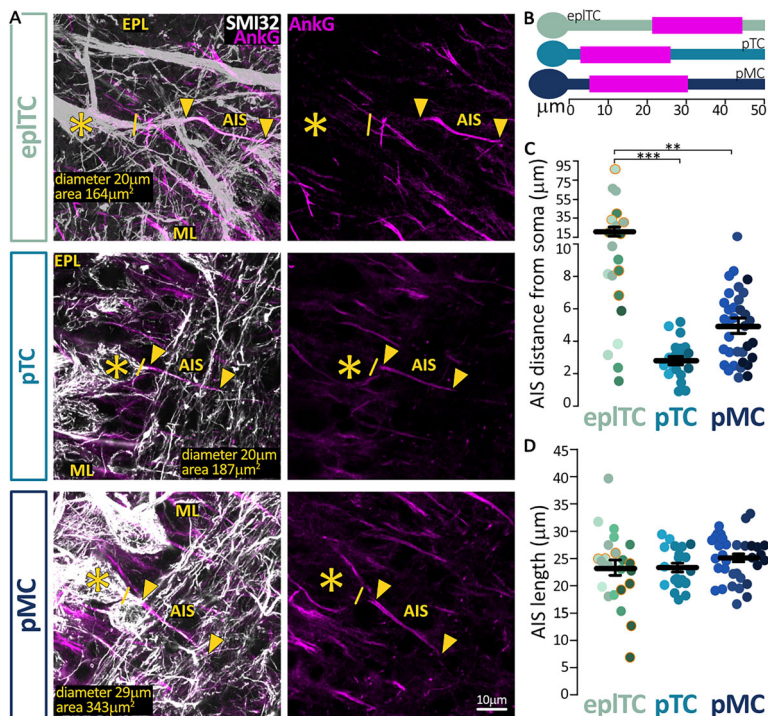 A
EPL
SMI32
AnkG
AnkG
eplTC
AIS
AIS
diameter 20μm
area 164μm²
ML
pTC
EPL
AIS
AIS
diameter 20μm
area 187μm²
ML
pMC
ML
AIS
AIS
diameter 29μm
area 343μm²
10μm
B
eplTC
pTC
pMC
μm
0 10 20 30 40 50
C
**
***
AIS distance from soma (μm)
95
75
55
35
15
10
8
6
4
2
0
eplTC pTC pMC
D
AIS length (μm)
45
40
35
30
25
20
15
10
5
0
eplTC pTC pMC